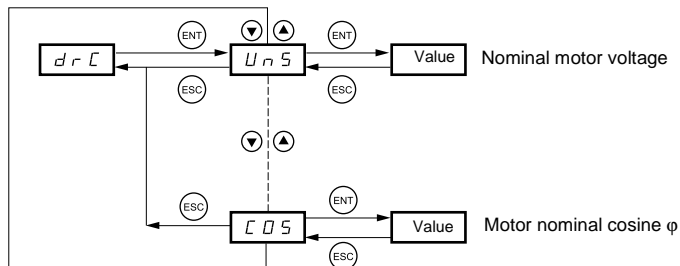 ENT
ENT
drC
UnS
Value
Nominal motor voltage
ESC
ESC
ENT
ESC
COS
Value
Motor nominal cosine φ
ESC